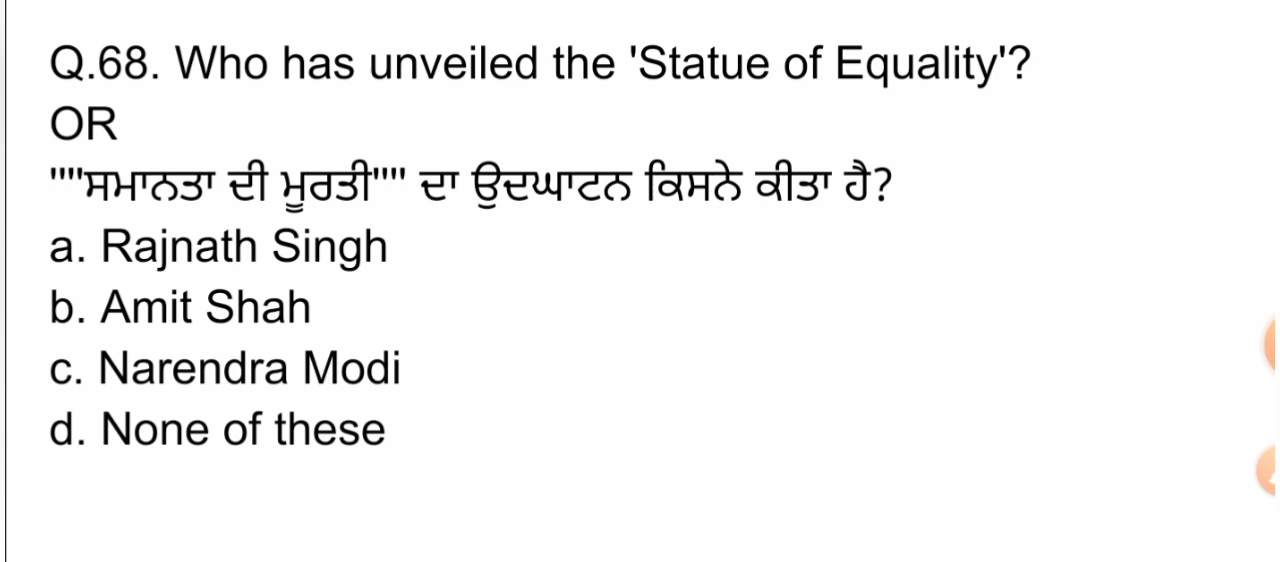 Q.68. Who has unveiled the 'Statue of Equality'?
OR
""ਸਮਾਨਤਾ ਦੀ ਮੂਰਤੀ"" ਦਾ ਉਦਘਾਟਨ ਕਿਸਨੇ ਕੀਤਾ ਹੈ?
a. Rajnath Singh
b. Amit Shah
c. Narendra Modi
d. None of these